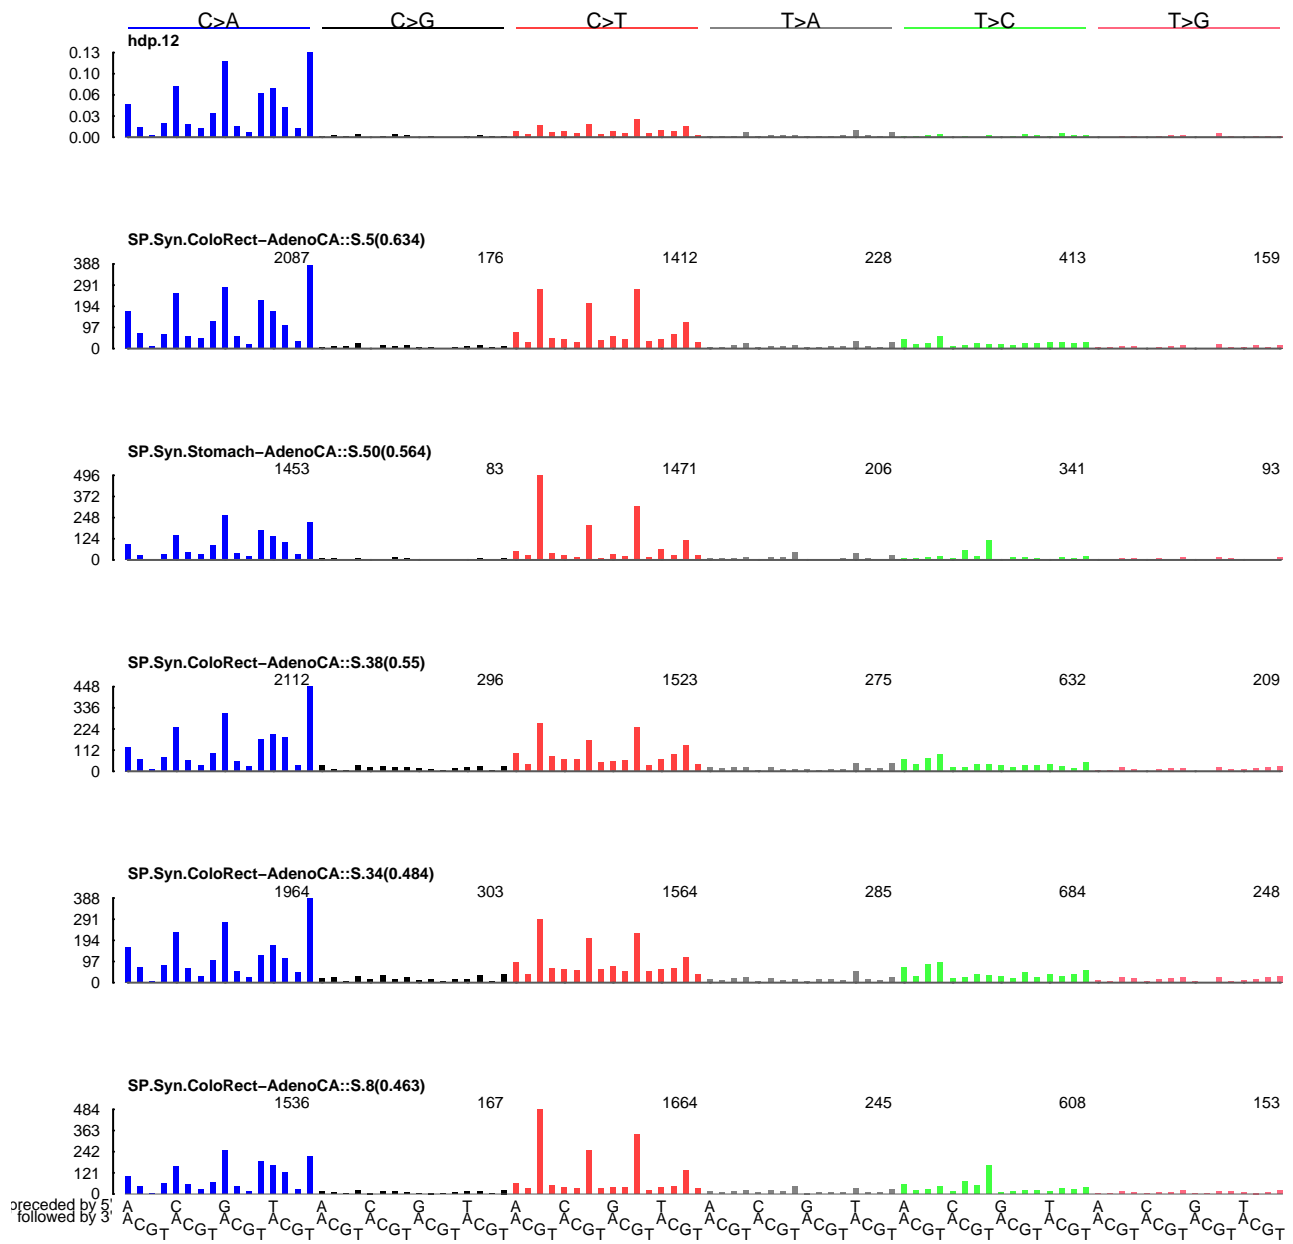 C>A C>G C>T T>A T>C T>G
hdp.12
0.13
0.10
0.06
0.03
0.00
SP.Syn.ColoRect−AdenoCA::S.5(0.634)
2087 176 1412 228 413 159
388
291
194
97
0
SP.Syn.Stomach−AdenoCA::S.50(0.564)
1453 83 1471 206 341 93
496
372
248
124
0
SP.Syn.ColoRect−AdenoCA::S.38(0.55)
2112 296 1523 275 632 209
448
336
224
112
0
SP.Syn.ColoRect−AdenoCA::S.34(0.484)
1964 303 1564 285 684 248
388
291
194
97
0
SP.Syn.ColoRect−AdenoCA::S.8(0.463)
1536 167 1664 245 608 153
484
363
242
121
0
preceded by 5' A C G T A C G T A C G T A C G T A C G T A C G T
followed by 3' A C G T A C G T A C G T A C G T A C G T A C G T A C G T A C G T A C G T A C G T A C G T A C G T A C G T A C G T A C G T A C G T A C G T A C G T A C G T A C G T A C G T A C G T A C G T A C G T